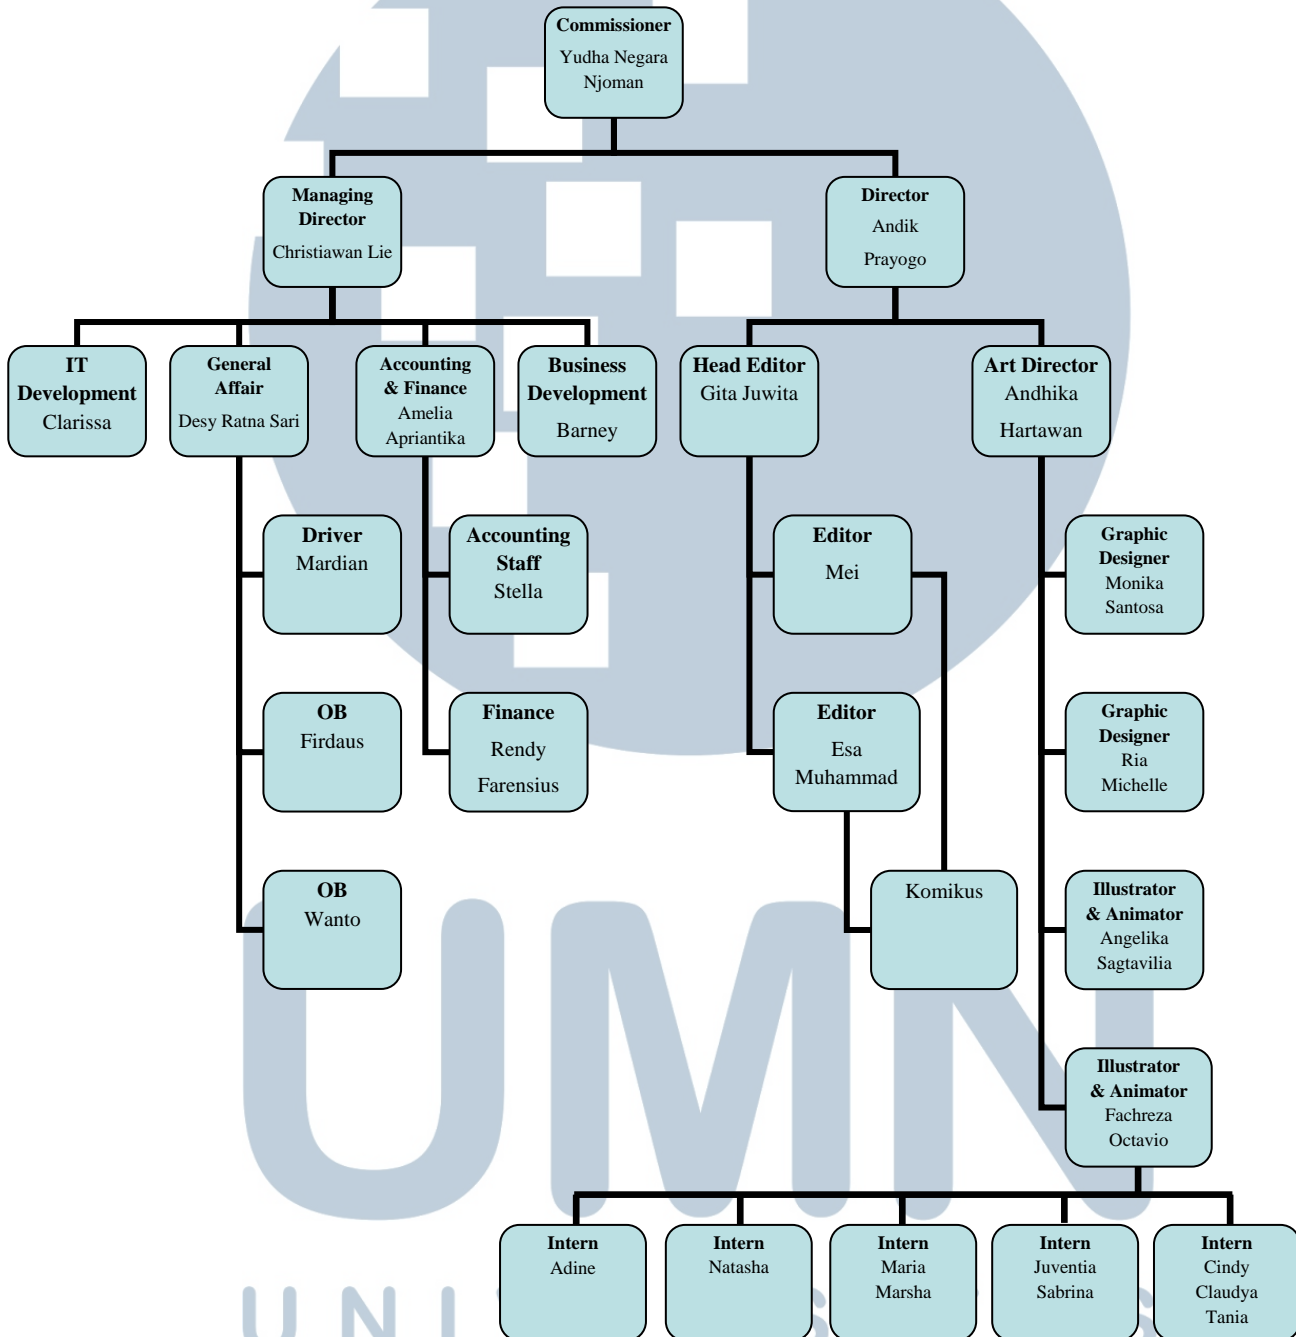 Commissioner
Yudha Negara
Njoman
Managing
Director
Christiawan Lie
Director
Andik
Prayogo
IT
Development
Clarissa
General
Affair
Desy Ratna Sari
Accounting
& Finance
Amelia
Apriantika
Business
Development
Barney
Head Editor
Gita Juwita
Art Director
Andhika
Hartawan
Driver
Mardian
Accounting
Staff
Stella
Editor
Mei
Graphic
Designer
Monika
Santosa
OB
Firdaus
Finance
Rendy
Farensius
Editor
Esa
Muhammad
Graphic
Designer
Ria
Michelle
OB
Wanto
Komikus
Illustrator
& Animator
Angelika
Sagtavilia
Illustrator
& Animator
Fachreza
Octavio
UMN
Intern
Adine
Intern
Natasha
Intern
Maria
Marsha
Intern
Juventia
Sabrina
Intern
Cindy
Claudya
Tania